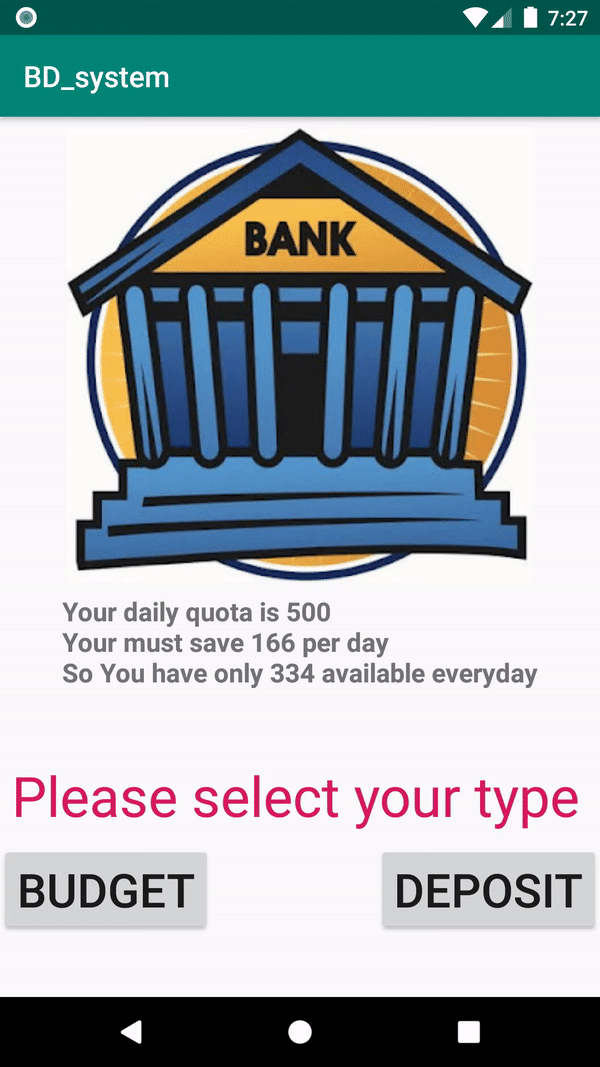 7:27
BD_system
BANK
Your daily quota is 500
Your must save 166 per day
So You have only 334 available everyday
Please select your type
BUDGET
DEPOSIT